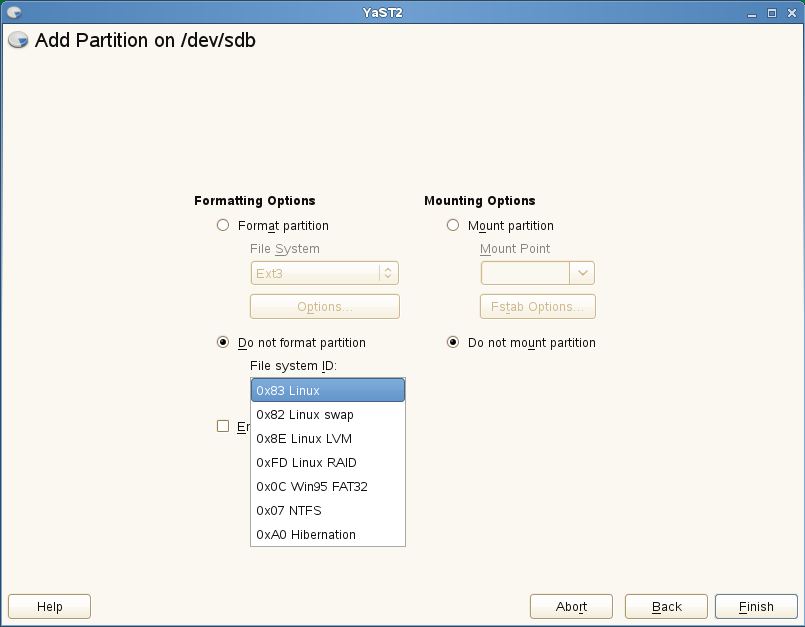 YaST2
Add Partition on /dev/sdb
Formatting Options
Format partition
File System
Ext3
Options...
Do not format partition
File system ID:
0x83 Linux
0x82 Linux swap
0x8E Linux LVM
0xFD Linux RAID
0x0C Win95 FAT32
0x07 NTFS
0xA0 Hibernation
Mounting Options
Mount partition
Mount Point
Fstab Options...
Do not mount partition
Help
Abort
Back
Finish